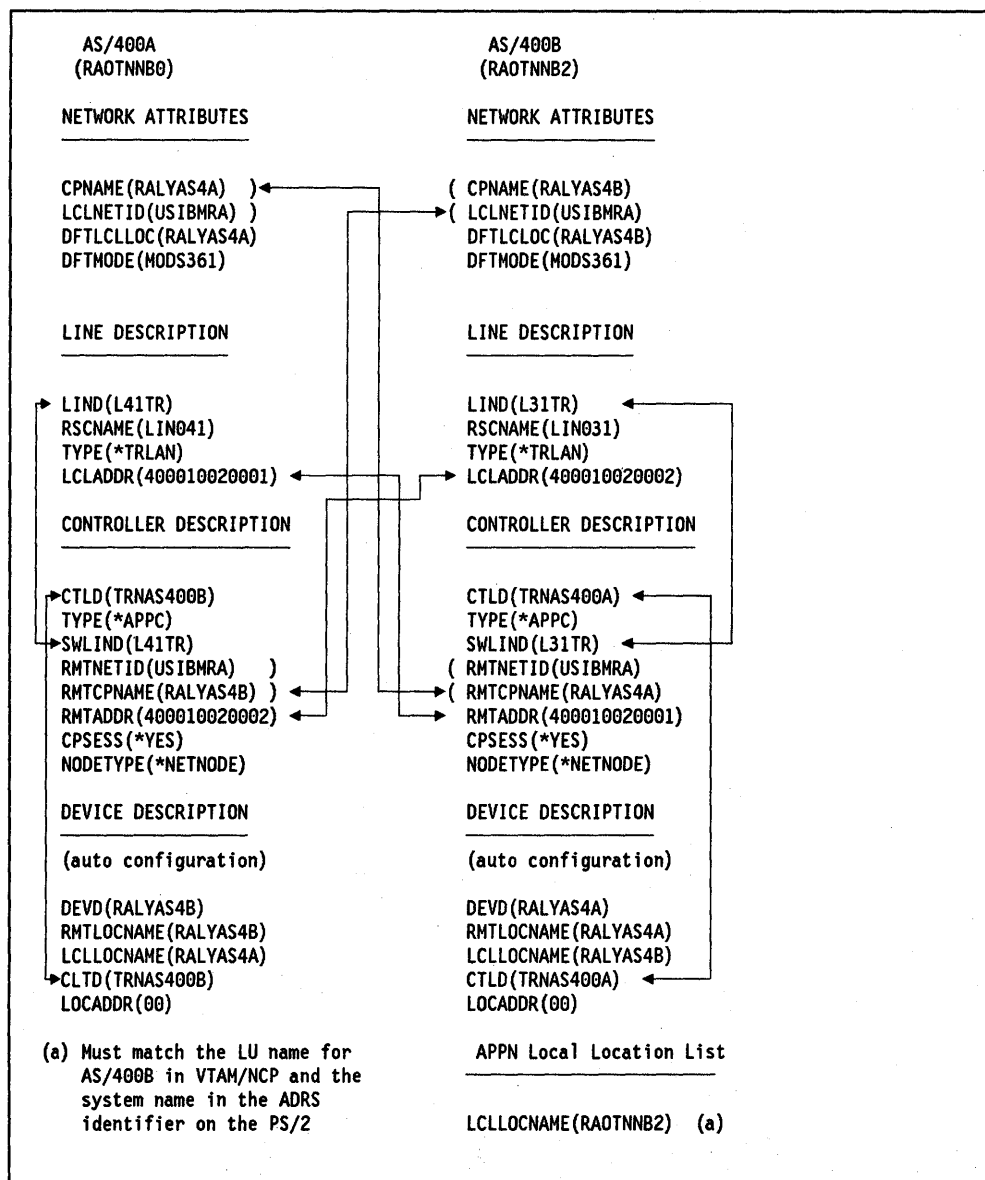 AS/400A
(RAOTNNB0)
NETWORK ATTRIBUTES
CPNAME(RALYAS4A) )
LCLNETID(USIBMRA) )
DFTLCLLOC(RALYAS4A)
DFTMODE(MODS361)
LINE DESCRIPTION
LIND(L41TR)
RSCNAME(LIN041)
TYPE(*TRLAN)
LCLADDR(400010020001)
CONTROLLER DESCRIPTION
CTLD(TRNAS400B)
TYPE(*APPC)
SWLIND(L41TR)
RMTNETID(USIBMRA) )
RMTCPNAME(RALYAS4B) )
RMTADDR(400010020002)
CPSESS(*YES)
NODETYPE(*NETNODE)
DEVICE DESCRIPTION
(auto configuration)
DEVD(RALYAS4B)
RMTLOCNAME(RALYAS4B)
LCLLOCNAME(RALYAS4A)
CLTD(TRNAS400B)
LOCADDR(00)
(a) Must match the LU name for
AS/400B in VTAM/NCP and the
system name in the ADRS
identifier on the PS/2
AS/400B
(RAOTNNB2)
NETWORK ATTRIBUTES
( CPNAME(RALYAS4B)
( LCLNETID(USIBMRA)
DFTLCLOC(RALYAS4B)
DFTMODE(MODS361)
LINE DESCRIPTION
LIND(L31TR)
RSCNAME(LIN031)
TYPE(*TRLAN)
LCLADDR(400010020002)
CONTROLLER DESCRIPTION
CTLD(TRNAS400A)
TYPE(*APPC)
SWLIND(L31TR)
( RMTNETID(USIBMRA)
( RMTCPNAME(RALYAS4A)
RMTADDR(400010020001)
CPSESS(*YES)
NODETYPE(*NETNODE)
DEVICE DESCRIPTION
(auto configuration)
DEVD(RALYAS4A)
RMTLOCNAME(RALYAS4A)
LCLLOCNAME(RALYAS4B)
CTLD(TRNAS400A)
LOCADDR(00)
APPN Local Location List
LCLLOCNAME(RAOTNNB2) (a)